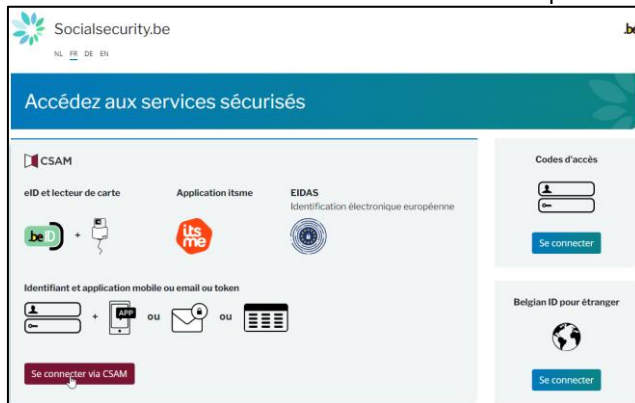 Socialsecurity.be
.be
NL FR DE EN
Accédez aux services sécurisés
CSAM
eID et lecteur de carte
Application itsme
EIDAS
Identification électronique européenne
.beID
+
its
me
Identifiant et application mobile ou email ou token
+
APP
ou
ou
Se connecter via CSAM
Codes d'accès
Se connecter
Belgian ID pour étranger
Se connecter